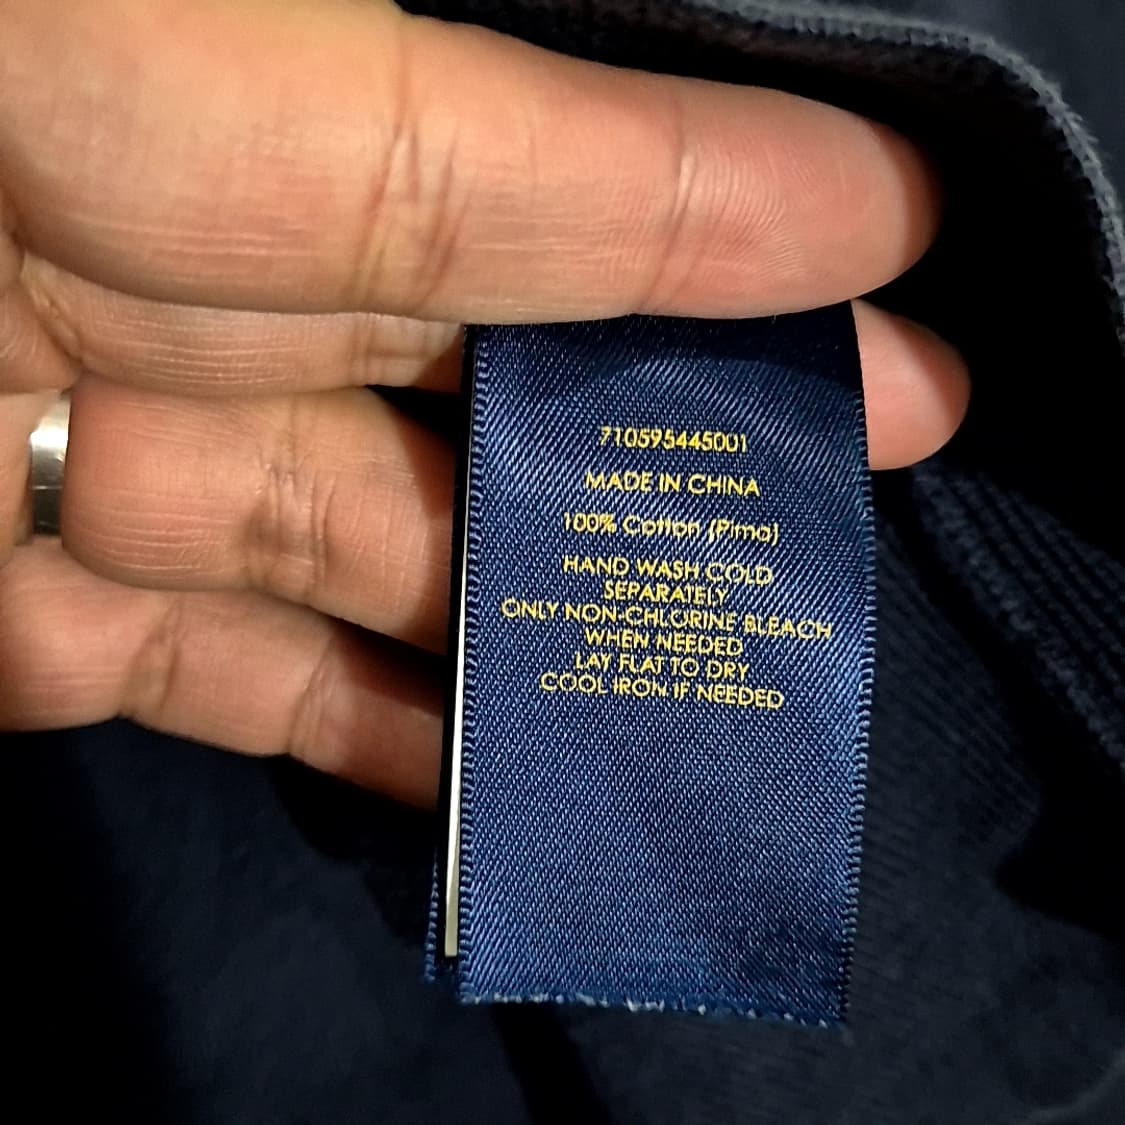 710595445001
MADE IN CHINA
100% Cotton (Pima)
HAND WASH COLD
SEPARATELY
ONLY NON-CHLORINE BLEACH
WHEN NEEDED
LAY FLAT TO DRY
COOL IRON IF NEEDED